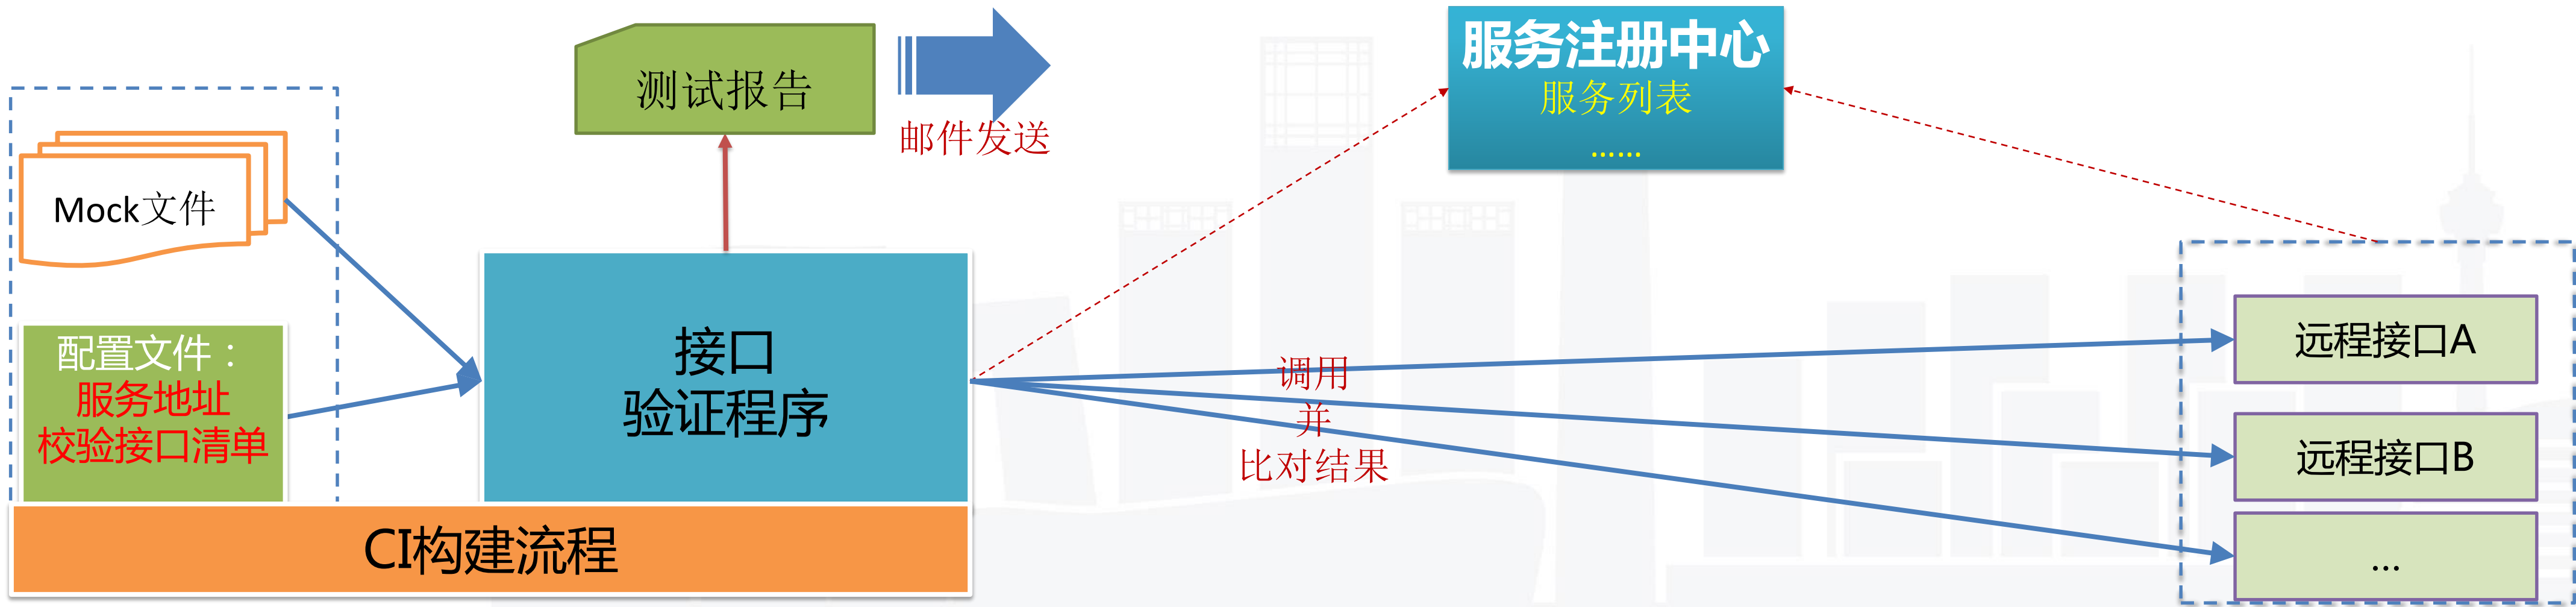 测试报告
邮件发送
服务注册中心
服务列表
......
Mock文件
配置文件：
服务地址
校验接口清单
接口
验证程序
调用
并
比对结果
远程接口A
远程接口B
...
CI构建流程